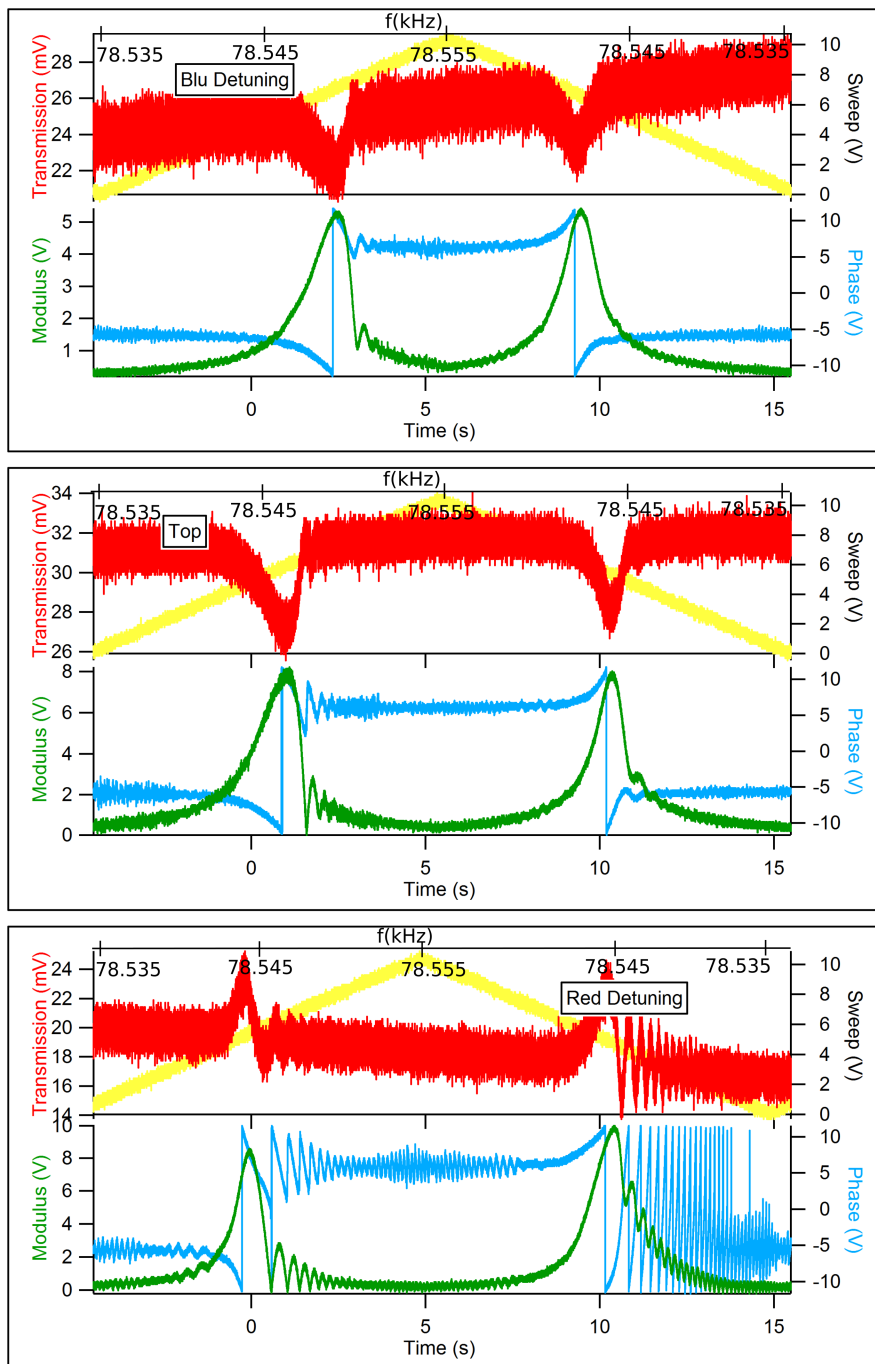 f(kHz)
78.535 78.545 78.555 78.545 78.535
Blu Detuning
Transmission (mV)
28
26
24
22
Sweep (V)
10
8
6
4
2
0
Modulus (V)
5
4
3
2
1
Phase (V)
10
5
0
-5
-10
0 5 10 15
Time (s)
f(kHz)
78.535 78.545 78.555 78.545 78.535
Top
Transmission (mV)
34
32
30
28
26
Sweep (V)
10
8
6
4
2
0
Modulus (V)
8
6
4
2
0
Phase (V)
10
5
0
-5
-10
0 5 10 15
Time (s)
f(kHz)
78.535 78.545 78.555 78.545 78.535
Red Detuning
Transmission (mV)
24
22
20
18
16
14
Sweep (V)
10
8
6
4
2
0
Modulus (V)
10
8
6
4
2
0
Phase (V)
10
5
0
-5
-10
0 5 10 15
Time (s)